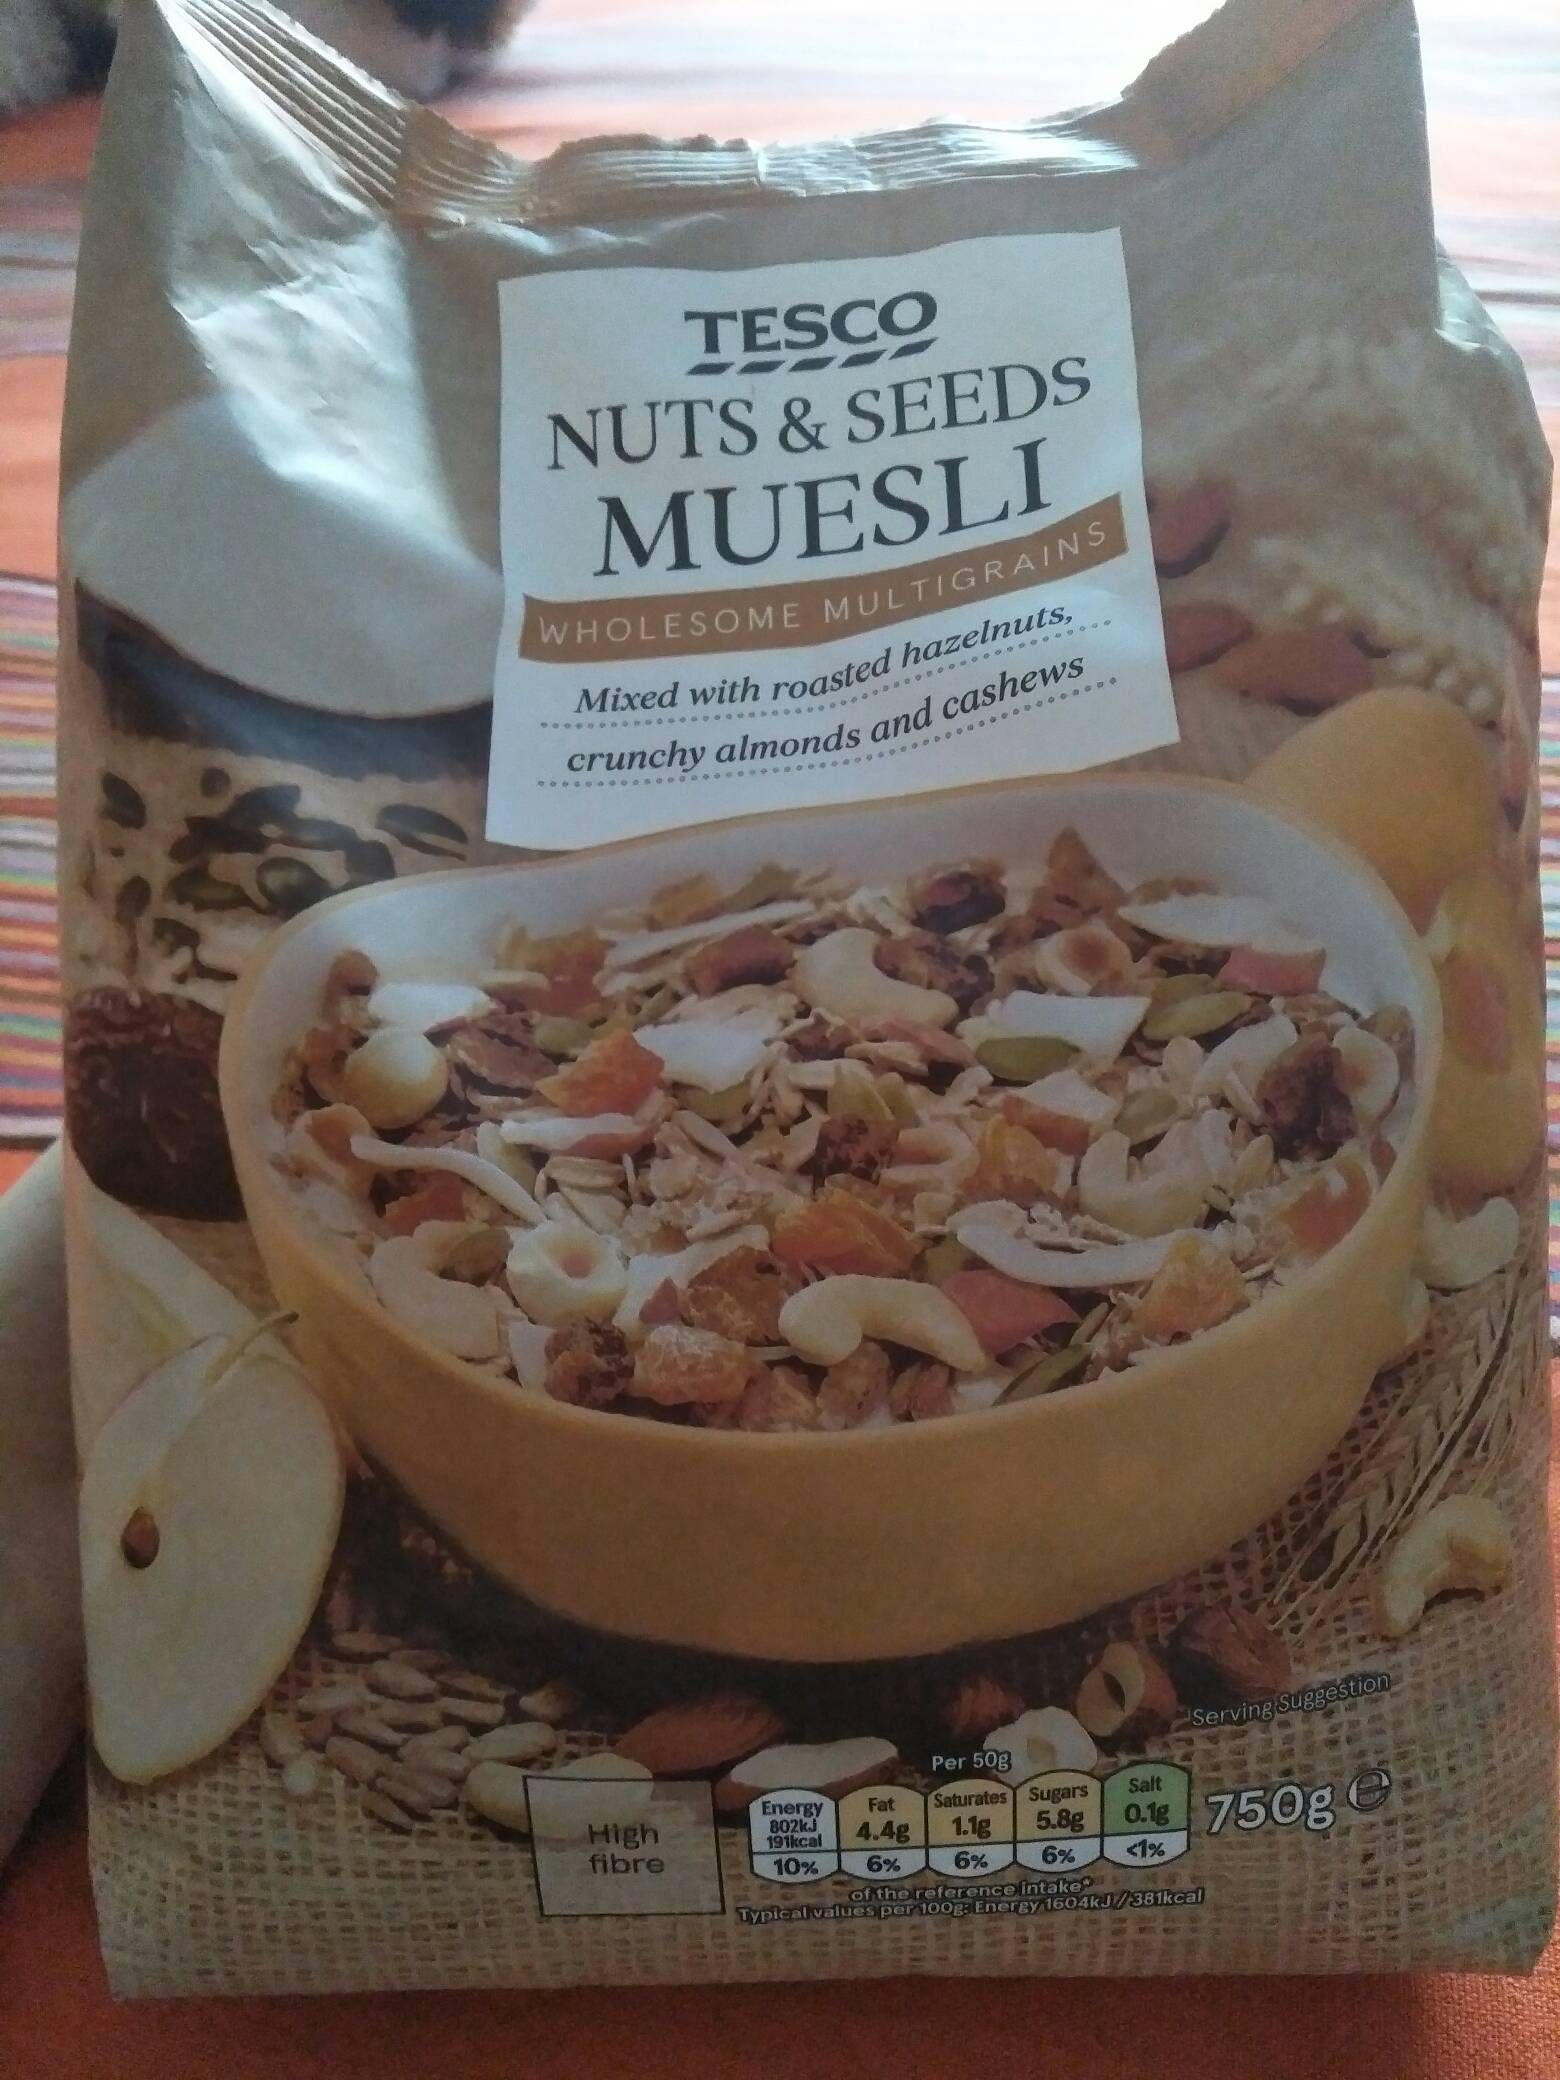 TESCO
NUTS & SEEDS
MUESLI
WHOLESOME MULTIGRAINS
Mixed with roasted hazelnuts,
crunchy almonds and cashews
Serving Suggestion
High
fibre
Per 50g
Energy
802kJ
191kcal
10%
Fat
4.4g
6%
Saturates
1.1g
6%
Sugars
5.8g
6%
Salt
0.1g
<1%
750g ℮
of the reference intake*
Typical values per 100g: Energy 1604kJ / 381kcal